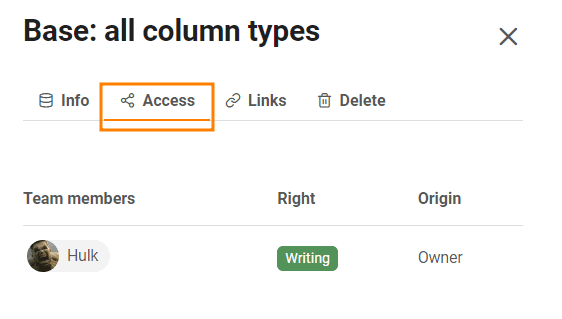 Base: all column types
Info Access Links Delete
Team members Right Origin
Hulk Writing Owner